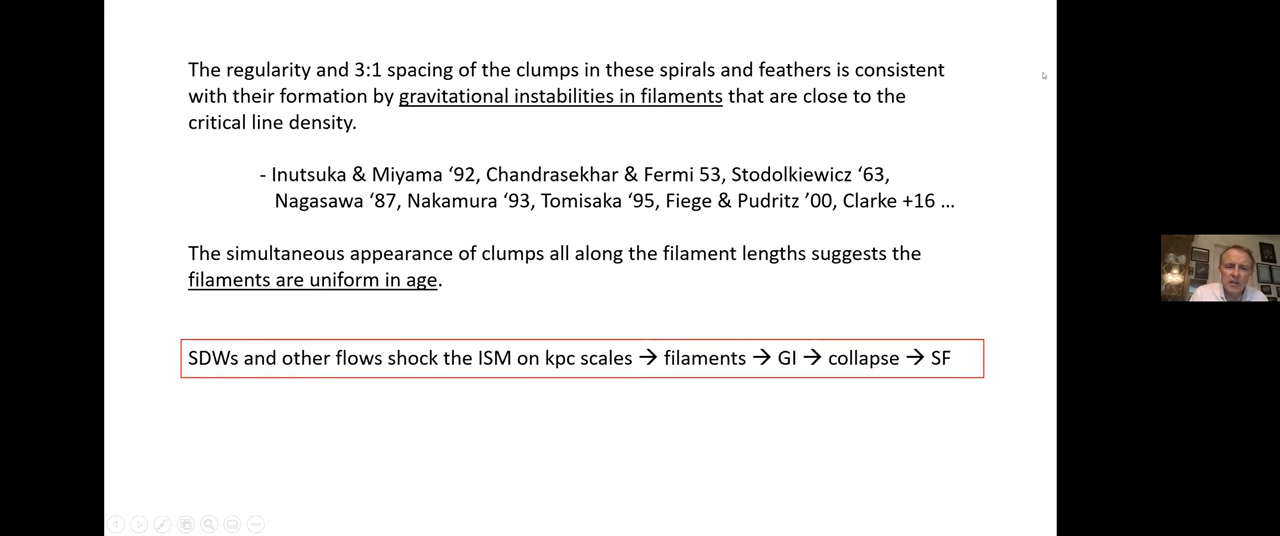 The regularity and 3:1 spacing of the clumps in these spirals and feathers is consistent
with their formation by gravitational instabilities in filaments that are close to the
critical line density.
- Inutsuka & Miyama ‘92, Chandrasekhar & Fermi 53, Stodolkiewicz ‘63,
Nagasawa ‘87, Nakamura ‘93, Tomisaka ‘95, Fiege & Pudritz ’00, Clarke +16 …
The simultaneous appearance of clumps all along the filament lengths suggests the
filaments are uniform in age.
SDWs and other flows shock the ISM on kpc scales → filaments → GI → collapse → SF